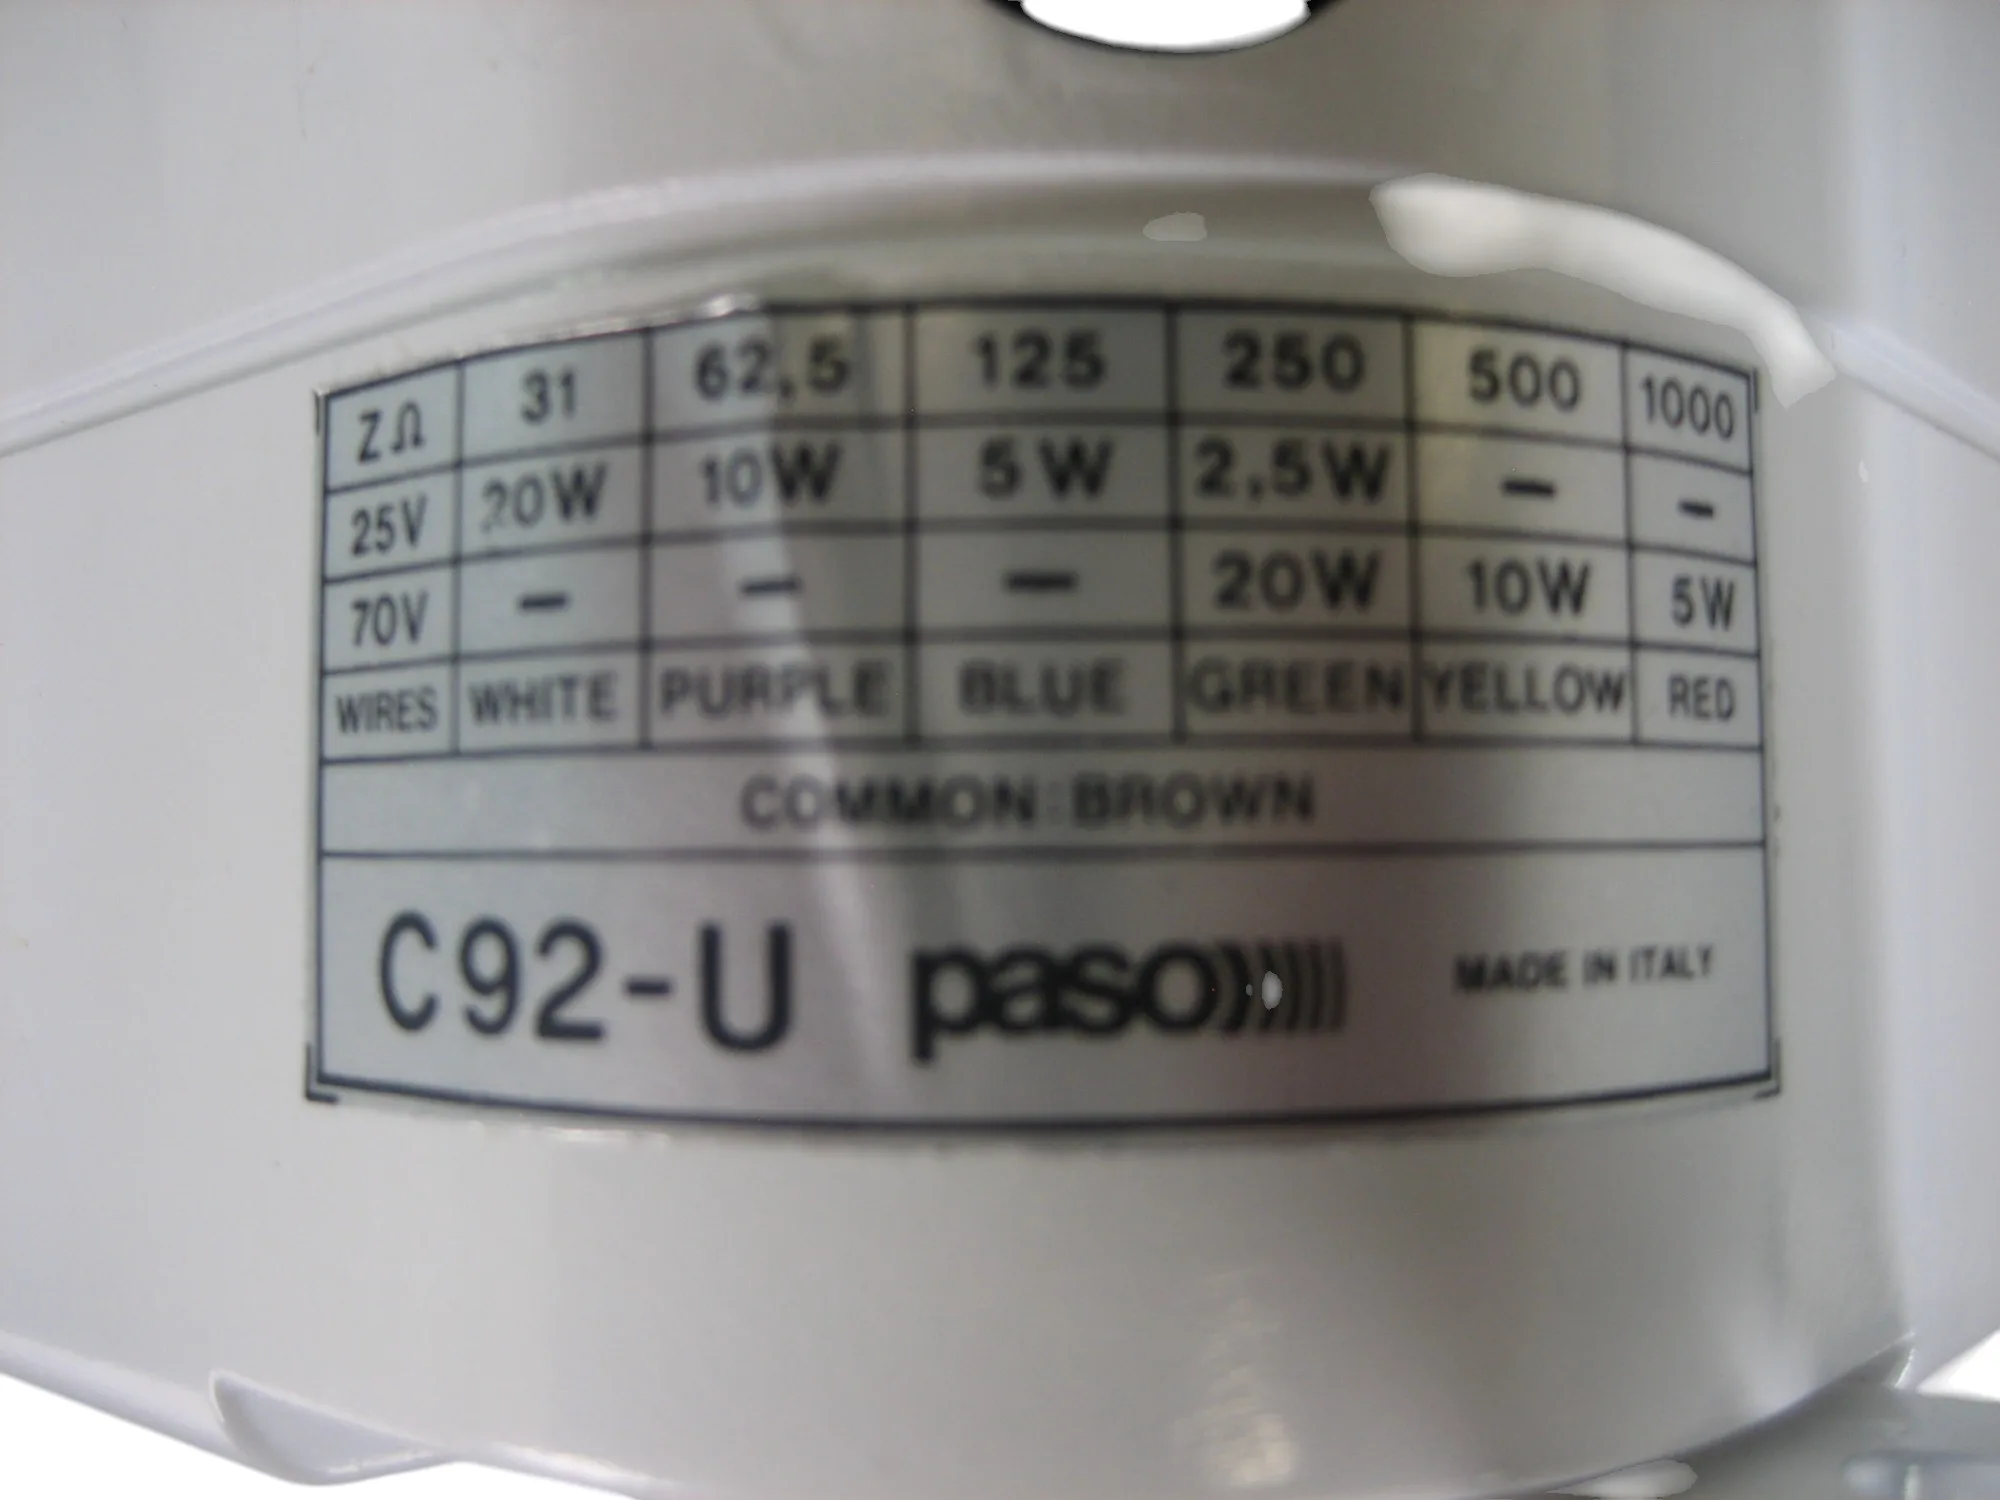 ZΩ 31 62,5 125 250 500 1000
25V 20W 10W 5W 2,5W – –
70V – – – 20W 10W 5W
WIRES WHITE PURPLE BLUE GREEN YELLOW RED
COMMON:BROWN
C92-U paso MADE IN ITALY